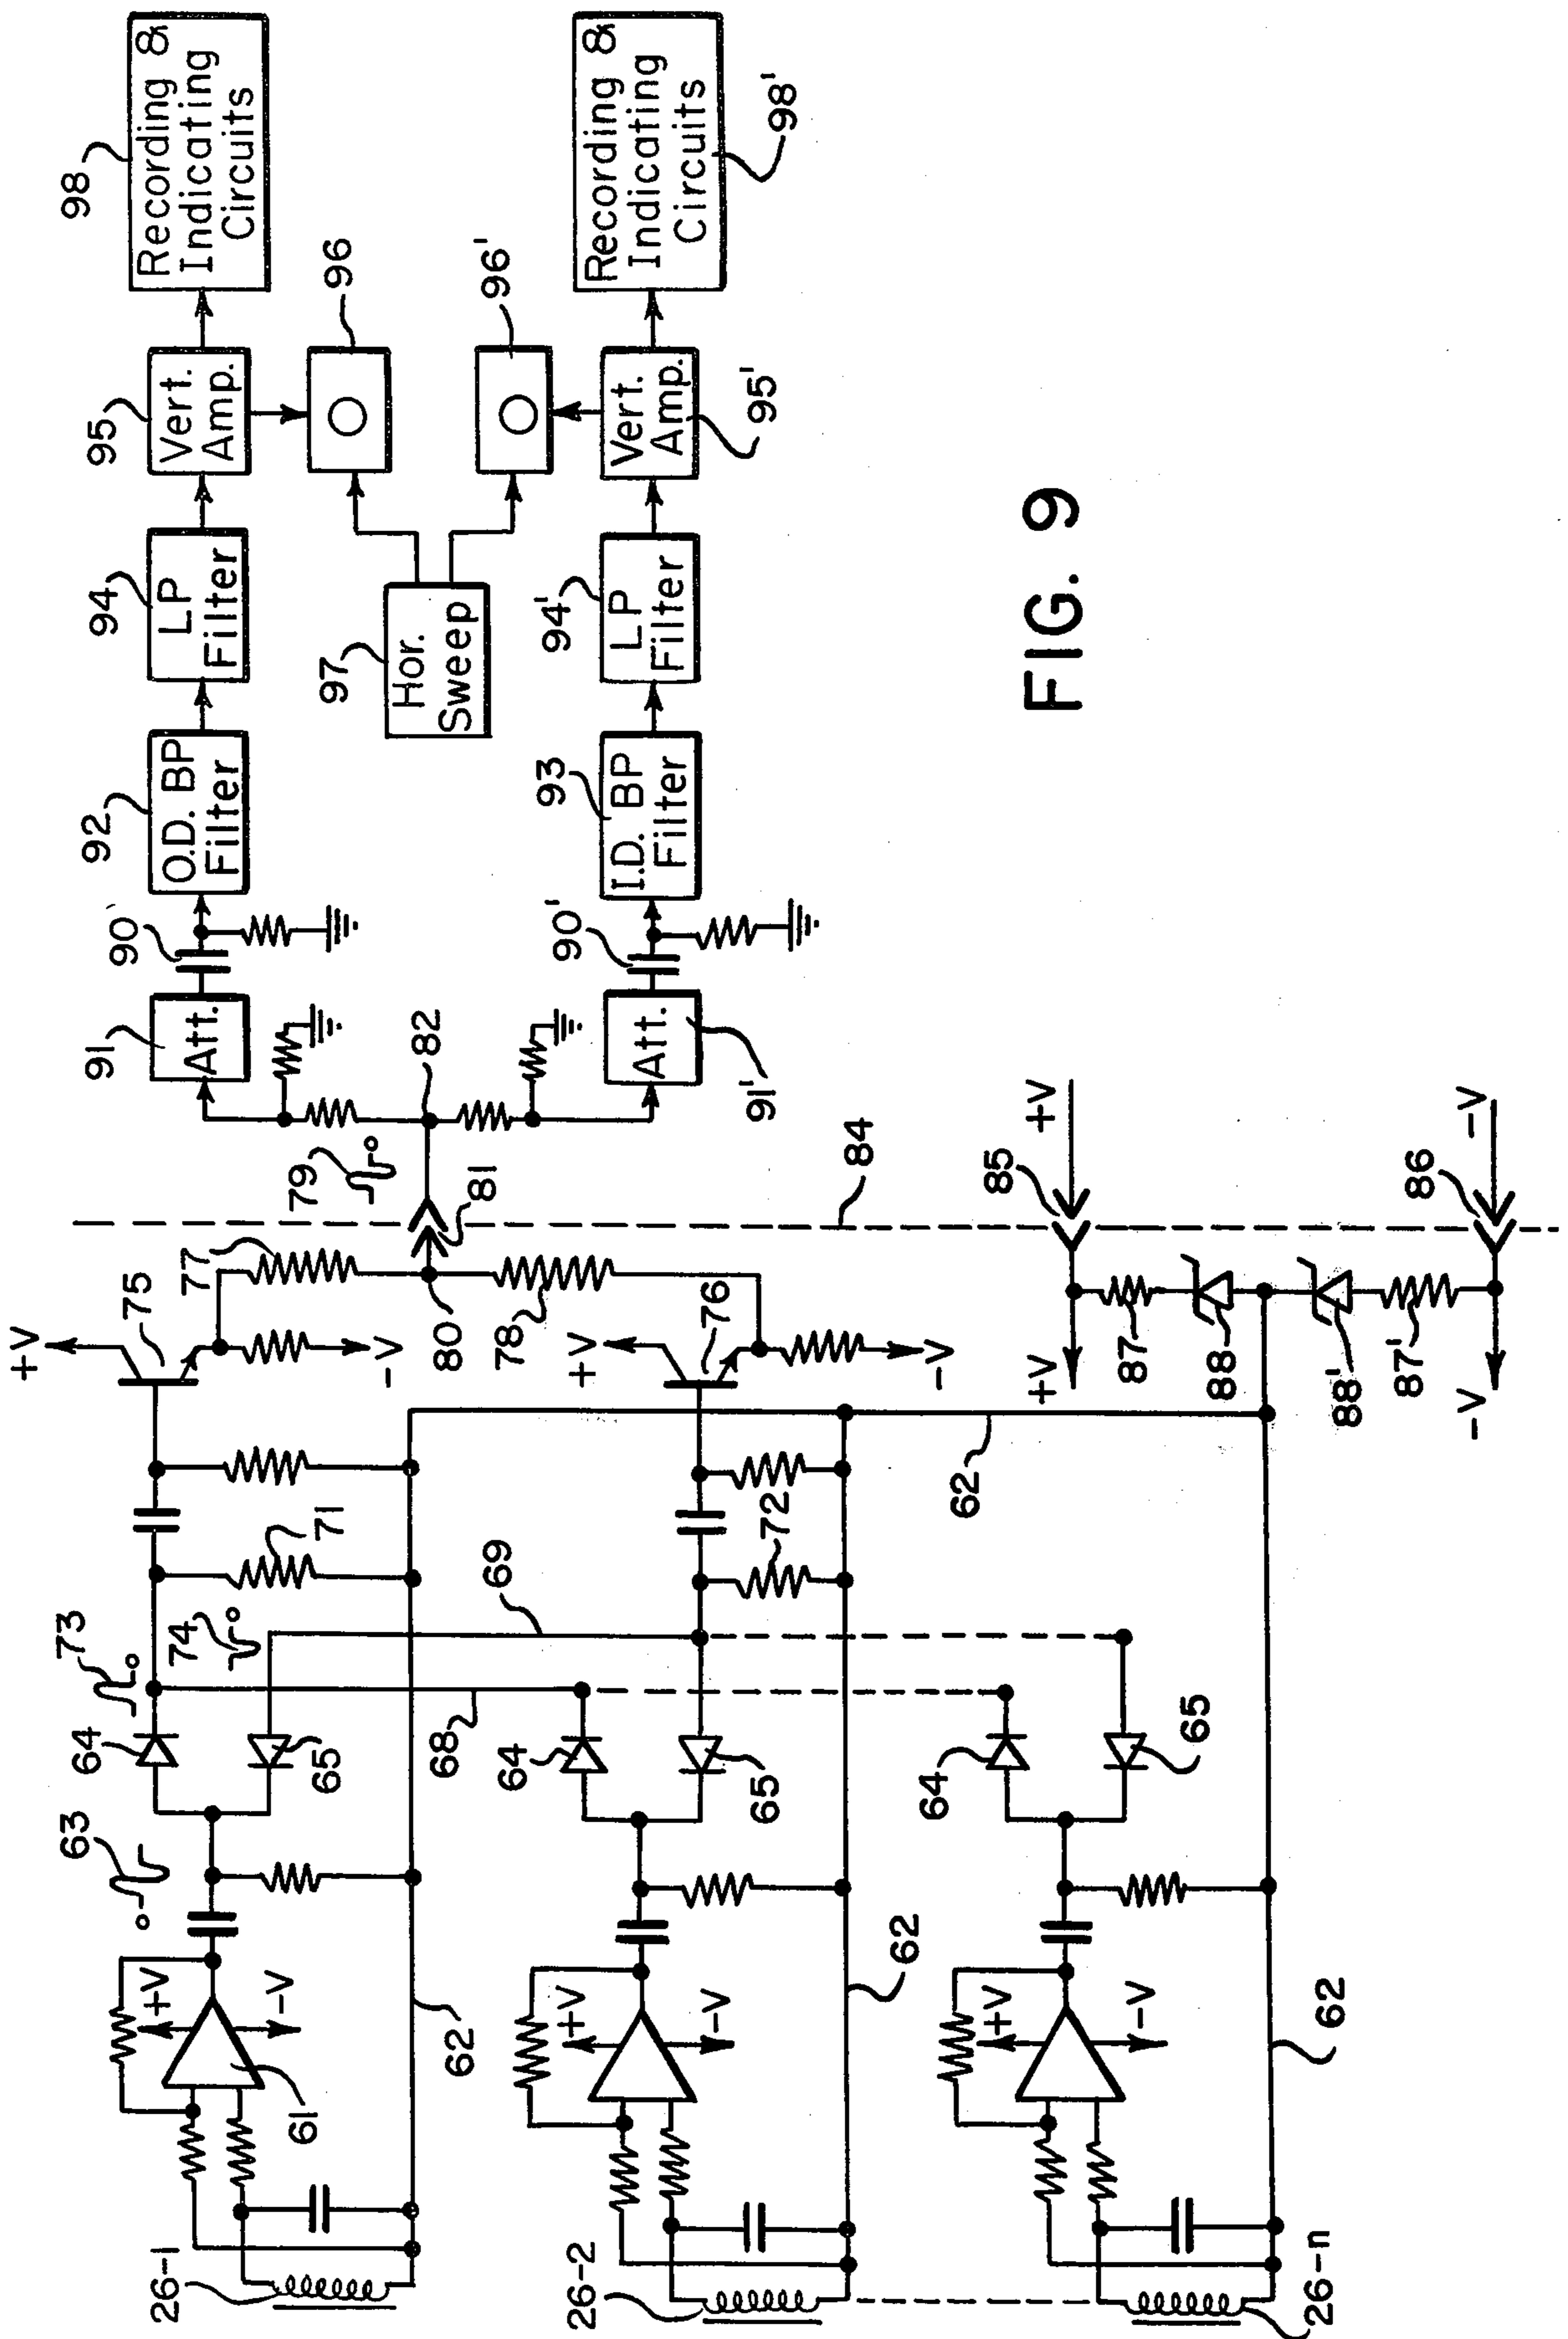 98
Recording &
Indicating
Circuits
Recording &
Indicating
Circuits
98'
96
96'
95
Vert.
Amp.
Vert.
Amp.
95'
94
LP
Filter
97
Hor.
Sweep
94'
LP
Filter
92
O.D. BP
Filter
93
I.D. BP
Filter
90
90'
91
Att.
82
Att.
91'
79
81
84
85
+V
86
-V
77
75
+V
-V
80
78
+V
76
-V
+V
87
88
88'
87'
-V
71
72
62
73
74
69
64
65
68
64
65
64
65
63
61
+V
-V
62
+V
-V
62
+V
-V
62
26-1
26-2
26-n
FIG. 9